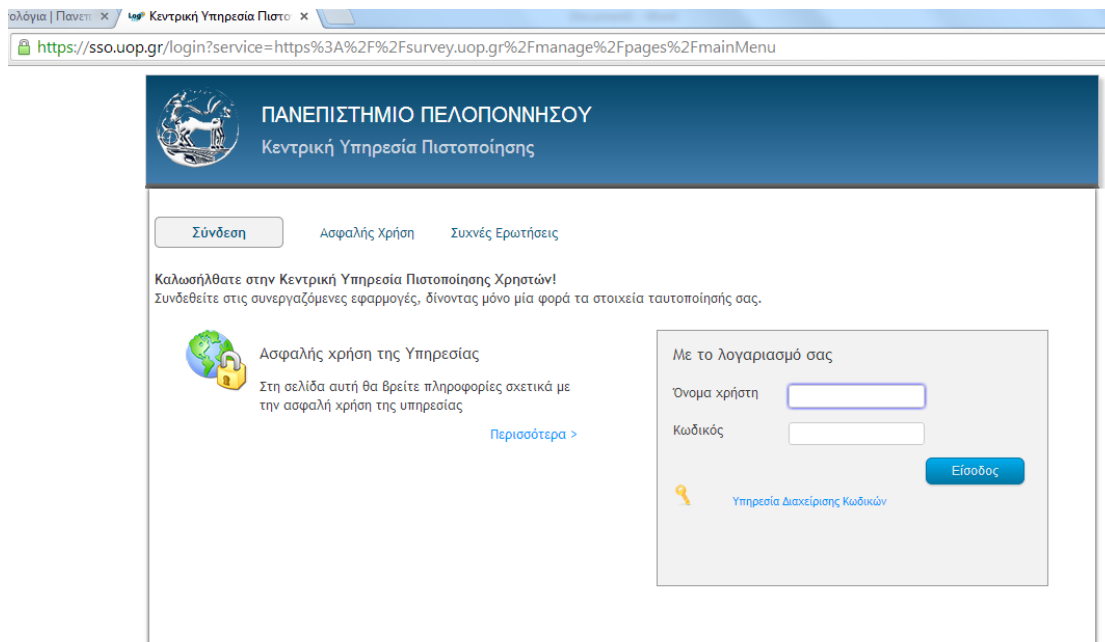 ολόγια | Πανεπ
Κεντρική Υπηρεσία Πιστο
https://sso.uop.gr/login?service=https%3A%2F%2Fsurvey.uop.gr%2Fmanage%2Fpages%2FmainMenu
ΠΑΝΕΠΙΣΤΗΜΙΟ ΠΕΛΟΠΟΝΝΗΣΟΥ
Κεντρική Υπηρεσία Πιστοποίησης
Σύνδεση Ασφαλής Χρήση Συχνές Ερωτήσεις
Καλωσήλθατε στην Κεντρική Υπηρεσία Πιστοποίησης Χρηστών!
Συνδεθείτε στις συνεργαζόμενες εφαρμογές, δίνοντας μόνο μία φορά τα στοιχεία ταυτοποίησής σας.
Ασφαλής χρήση της Υπηρεσίας
Στη σελίδα αυτή θα βρείτε πληροφορίες σχετικά με
την ασφαλή χρήση της υπηρεσίας
Περισσότερα >
Με το λογαριασμό σας
Όνομα χρήστη
Κωδικός
Είσοδος
Υπηρεσία Διαχείρισης Κωδικών